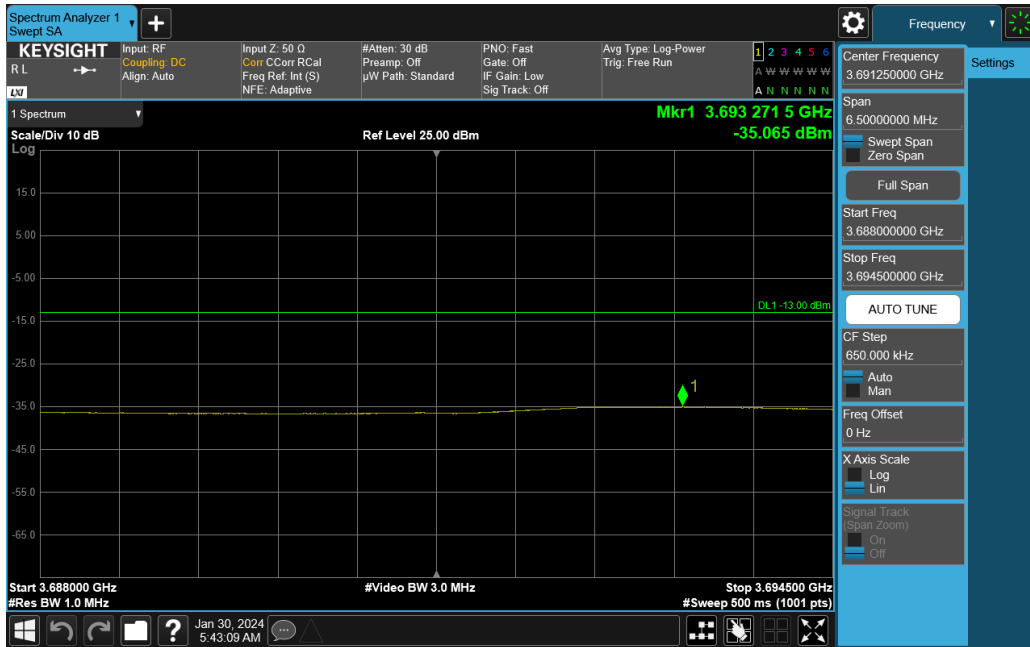 Spectrum Analyzer 1
Swept SA
Frequency
KEYSIGHT
R L
LXI
Input: RF
Coupling: DC
Align: Auto
Input Z: 50 Ω
Corr CCorr RCal
Freq Ref: Int (S)
NFE: Adaptive
#Atten: 30 dB
Preamp: Off
µW Path: Standard
PNO: Fast
Gate: Off
IF Gain: Low
Sig Track: Off
Avg Type: Log-Power
Trig: Free Run
1 2 3 4 5 6
A W W W W W
A N N N N N
1 Spectrum
Scale/Div 10 dB
Log
Ref Level 25.00 dBm
Mkr1 3.693 271 5 GHz
-35.065 dBm
15.0
5.00
-5.00
-15.0
-25.0
-35.0
-45.0
-55.0
-65.0
DL1 -13.00 dBm
1
Start 3.688000 GHz
#Res BW 1.0 MHz
#Video BW 3.0 MHz
Stop 3.694500 GHz
#Sweep 500 ms (1001 pts)
?
Jan 30, 2024
5:43:09 AM
Center Frequency
3.691250000 GHz
Settings
Span
6.50000000 MHz
Swept Span
Zero Span
Full Span
Start Freq
3.688000000 GHz
Stop Freq
3.694500000 GHz
AUTO TUNE
CF Step
650.000 kHz
Auto
Man
Freq Offset
0 Hz
X Axis Scale
Log
Lin
Signal Track
(Span Zoom)
On
Off